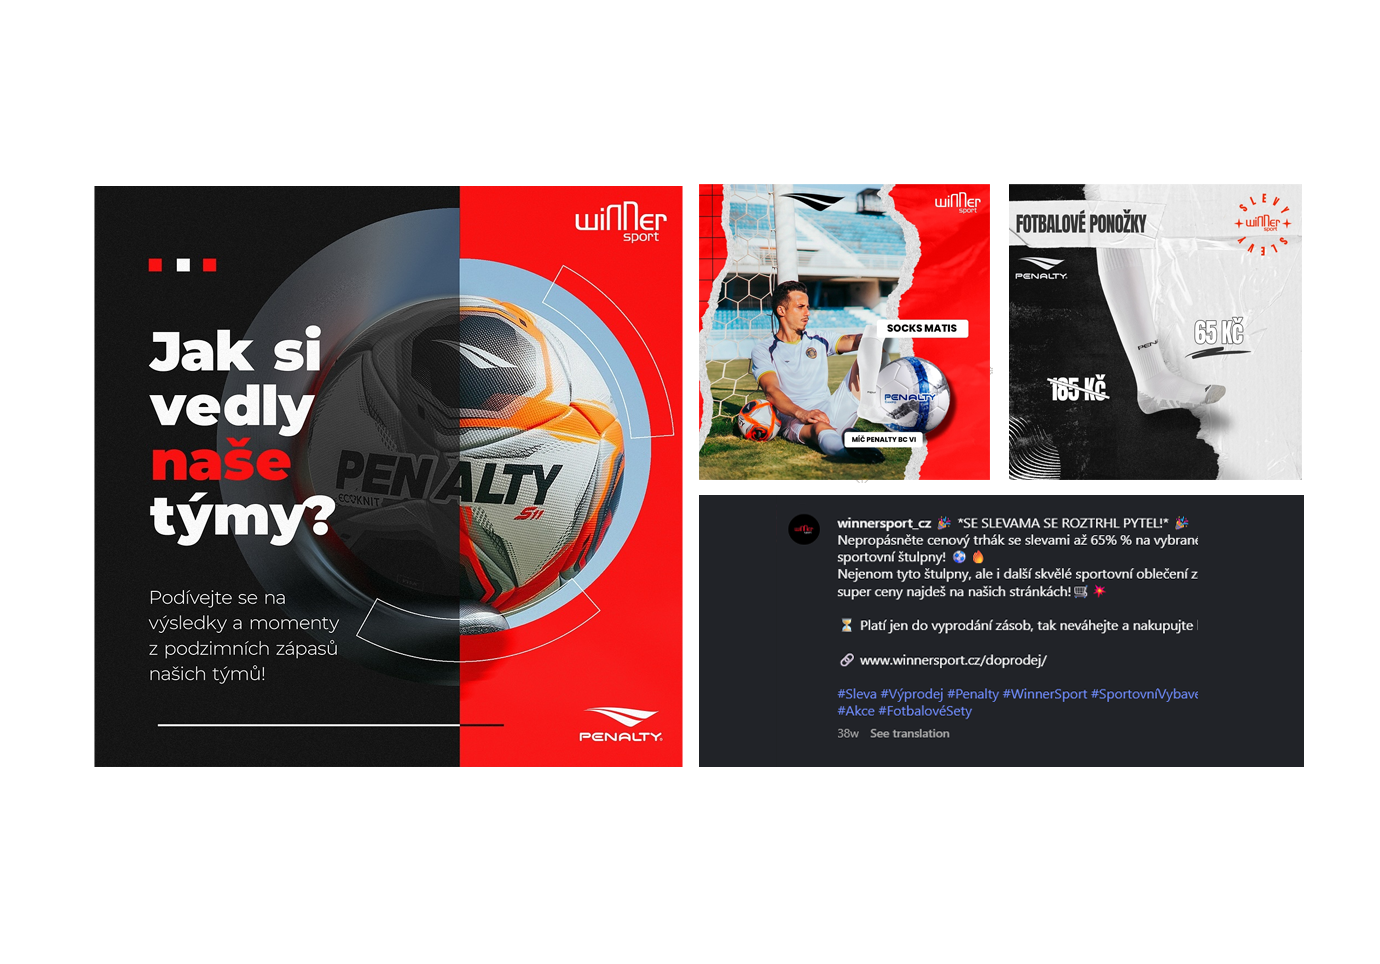 winner
sport
Jak si
vedly
naše
týmy?
PENALTY
ECOKNIT
S11
Podívejte se na
výsledky a momenty
z podzimních zápasů
našich týmů!
PENALTY
winner
sport
SOCKS MATIS
PENALTY
MÍČ PENALTY BC VI
FOTBALOVÉ PONOŽKY
SLEVY
winner
sport
SLEVY
PENALTY
65 KČ
PEN
185 KČ
winnersport_cz 🎉 *SE SLEVAMA SE ROZTRHL PYTEL!* 🎉
Nepropásněte cenový trhák se slevami až 65% % na vybrané
sportovní štulpny! ⚽🔥
Nejenom tyto štulpny, ale i další skvělé sportovní oblečení z
super ceny najdeš na našich stránkách!🛒💥
⏳ Platí jen do vyprodání zásob, tak neváhejte a nakupujte
🔗 www.winnersport.cz/doprodej/
#Sleva #Výprodej #Penalty #WinnerSport #SportovníVybave
#Akce #FotbalovéSety
38w See translation